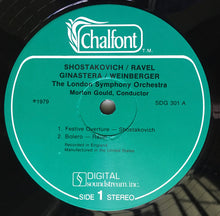 Chalfont
T.M.
SHOSTAKOVICH / RAVEL
GINASTERA / WEINBERGER
The London Symphony Orchestra
Morton Gould, Conductor
℗1979
SDG 301 A
1. Festive Overture — Shostakovich
2. Bolero — Ravel
Recorded in England
Manufactured in the United States
DIGITAL
soundstream, inc.
SIDE 1 STEREO